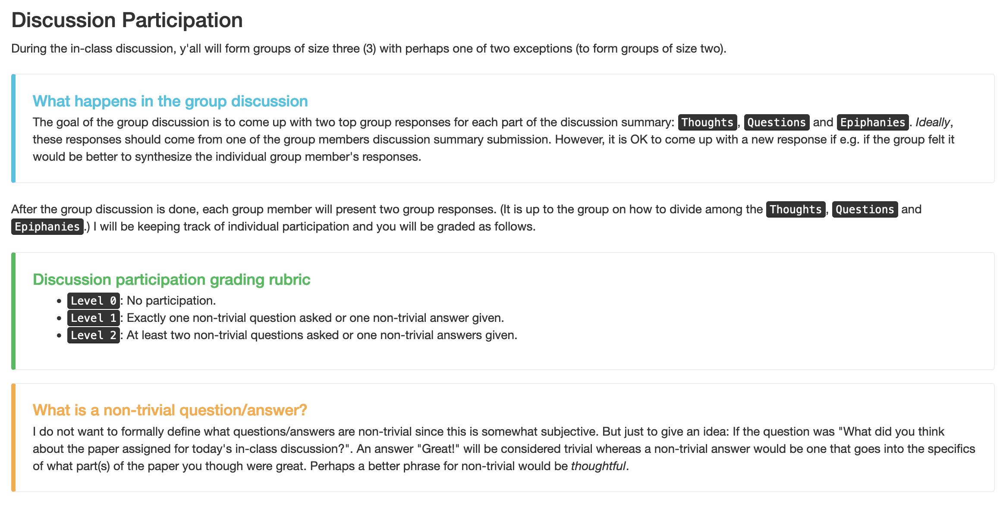 Discussion Participation
During the in-class discussion, y'all will form groups of size three (3) with perhaps one of two exceptions (to form groups of size two).
What happens in the group discussion
The goal of the group discussion is to come up with two top group responses for each part of the discussion summary: Thoughts, Questions and Epiphanies. Ideally,
these responses should come from one of the group members discussion summary submission. However, it is OK to come up with a new response if e.g. if the group felt it
would be better to synthesize the individual group member's responses.
After the group discussion is done, each group member will present two group responses. (It is up to the group on how to divide among the Thoughts, Questions and
Epiphanies.) I will be keeping track of individual participation and you will be graded as follows.
Discussion participation grading rubric
• Level 0: No participation.
• Level 1: Exactly one non-trivial question asked or one non-trivial answer given.
• Level 2: At least two non-trivial questions asked or one non-trivial answers given.
What is a non-trivial question/answer?
I do not want to formally define what questions/answers are non-trivial since this is somewhat subjective. But just to give an idea: If the question was "What did you think
about the paper assigned for today's in-class discussion?". An answer "Great!" will be considered trivial whereas a non-trivial answer would be one that goes into the specifics
of what part(s) of the paper you though were great. Perhaps a better phrase for non-trivial would be thoughtful.